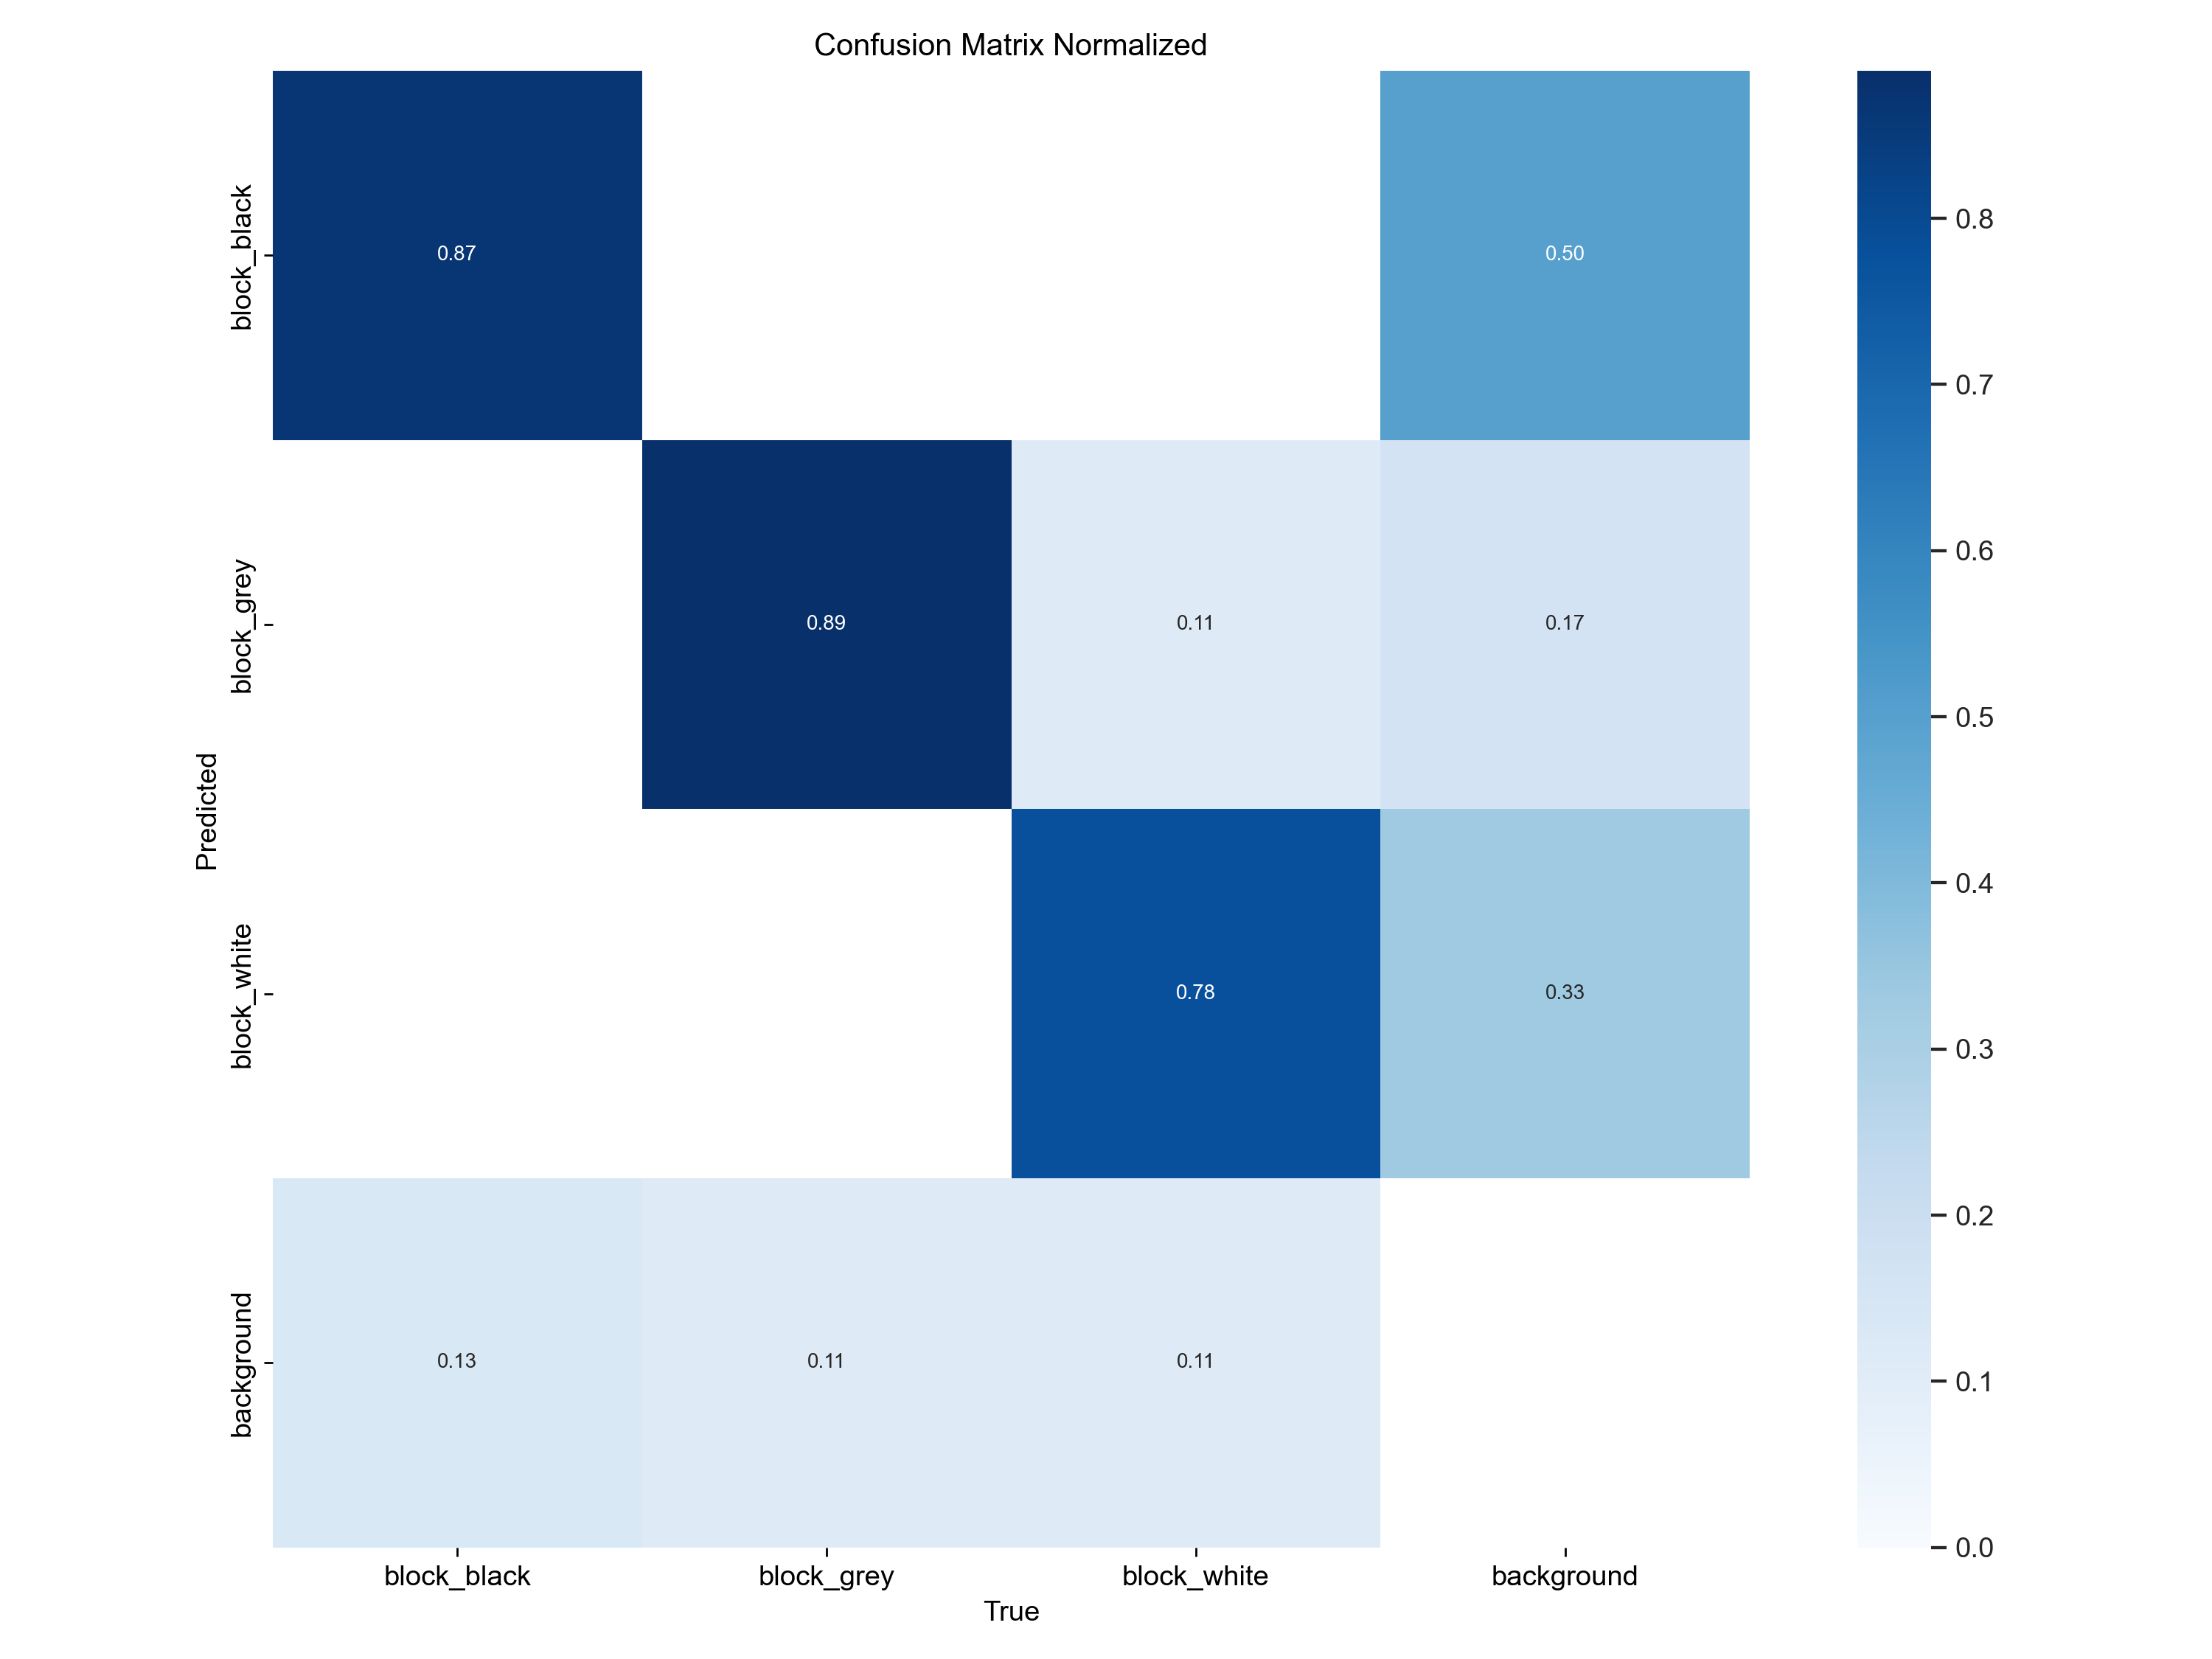 Confusion Matrix Normalized
block_black
0.87
0.50
block_grey
0.89
0.11
0.17
block_white
0.78
0.33
background
0.13
0.11
0.11
Predicted
block_black
block_grey
block_white
background
True
0.8
0.7
0.6
0.5
0.4
0.3
0.2
0.1
0.0